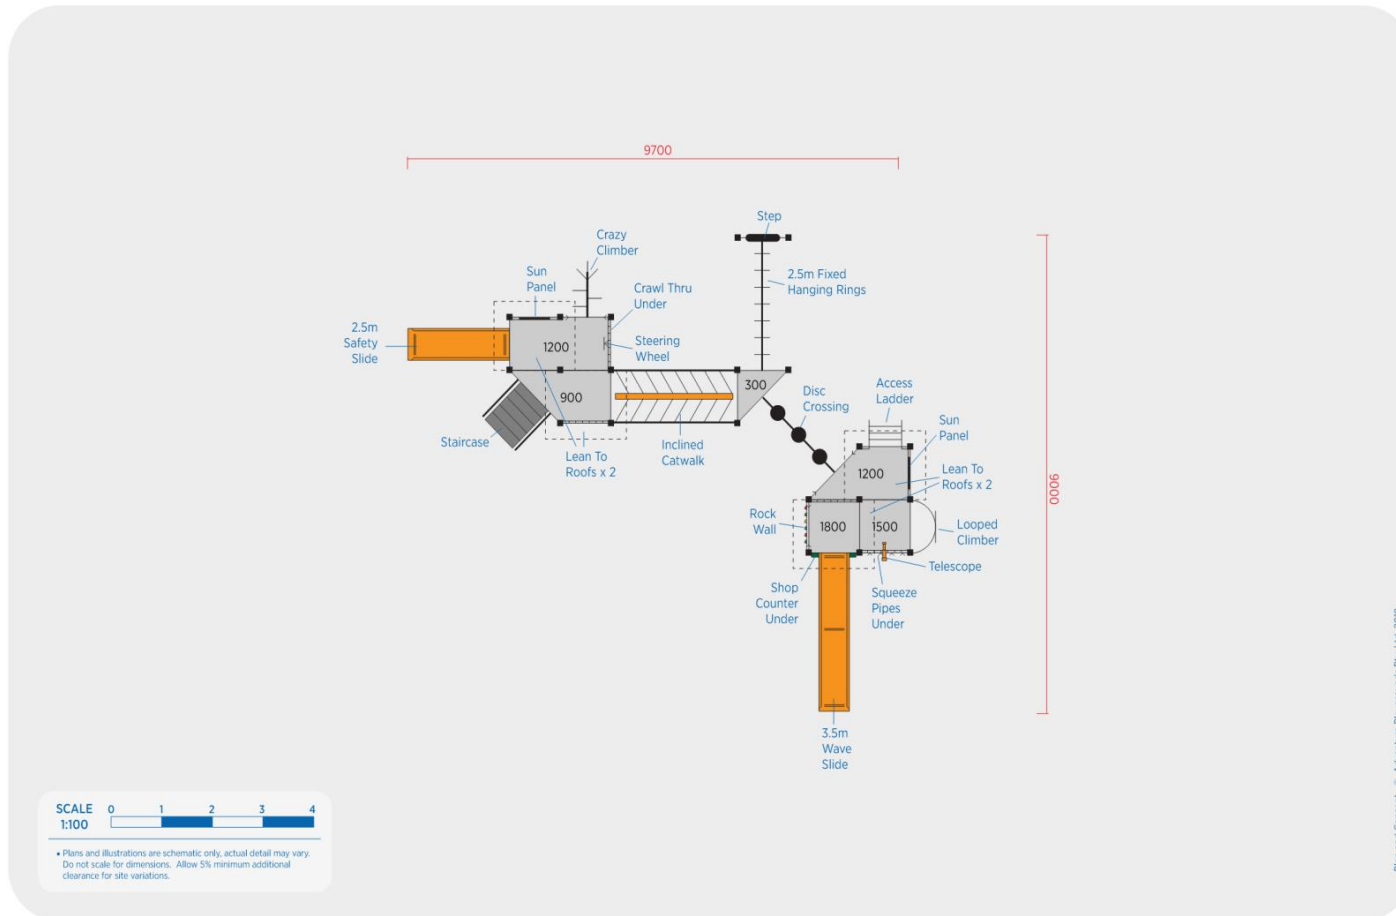 9700
Step
Crazy
Climber
2.5m Fixed
Hanging Rings
Sun
Panel
Crawl Thru
Under
2.5m
Safety
Slide
1200
Steering
Wheel
900
300
Disc
Crossing
Access
Ladder
Staircase
Lean To
Roofs x 2
Inclined
Catwalk
Sun
Panel
1200
Lean To
Roofs x 2
9000
Rock
Wall
1800
1500
Looped
Climber
Telescope
Shop
Counter
Under
Squeeze
Pipes
Under
3.5m
Wave
Slide
SCALE
1:100
0 1 2 3 4
• Plans and illustrations are schematic only, actual detail may vary.
Do not scale for dimensions. Allow 5% minimum additional
clearance for site variations.